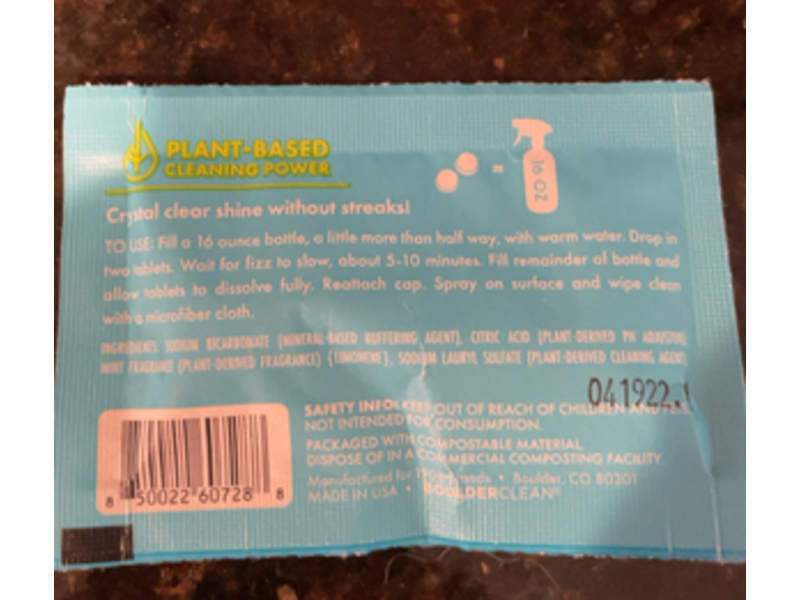 PLANT-BASED
CLEANING POWER
=
16 OZ
Crystal clear shine without streaks!
TO USE: Fill a 16 ounce bottle, a little more than half way, with warm water. Drop in
two tablets. Wait for fizz to slow, about 5-10 minutes. Fill remainder of bottle and
allow tablets to dissolve fully. Reattach cap. Spray on surface and wipe clean
with a microfiber cloth.
INGREDIENTS: SODIUM BICARBONATE (MINERAL-BASED BUFFERING AGENT), CITRIC ACID (PLANT-DERIVED PH ADJUSTOR)
MINT FRAGRANCE (PLANT-DERIVED FRAGRANCE) {LIMONENE}, SODIUM LAURYL SULFATE (PLANT-DERIVED CLEANING AGENT)
041922.1
SAFETY INFO: KEEP OUT OF REACH OF CHILDREN AND
NOT INTENDED FOR CONSUMPTION.
PACKAGED WITH COMPOSTABLE MATERIAL.
DISPOSE OF IN A COMMERCIAL COMPOSTING FACILITY.
Manufactured for 1908 Brands • Boulder, CO 80301
MADE IN USA • BOULDERCLEAN®
8 50022 60728 8